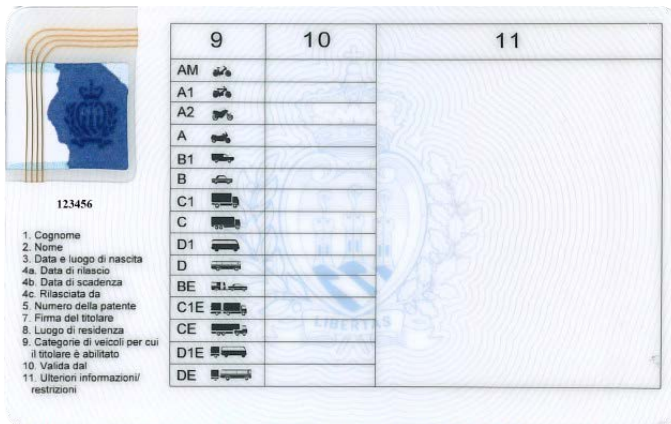 123456
1. Cognome
2. Nome
3. Data e luogo di nascita
4a. Data di rilascio
4b. Data di scadenza
4c. Rilasciata da
5. Numero della patente
7. Firma del titolare
8. Luogo di residenza
9. Categorie di veicoli per cui
il titolare è abilitato
10. Valida dal
11. Ulteriori informazioni/
restrizioni
9 10 11
AM
A1
A2
A
B1
B
C1
C
D1
D
BE
C1E
CE
D1E
DE
LIBERTAS